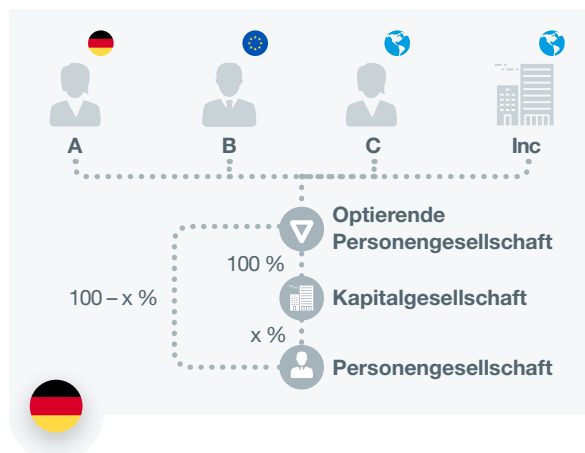 A
B
C
Inc
Optierende
Personengesellschaft
100 %
100 – x %
Kapitalgesellschaft
x %
Personengesellschaft